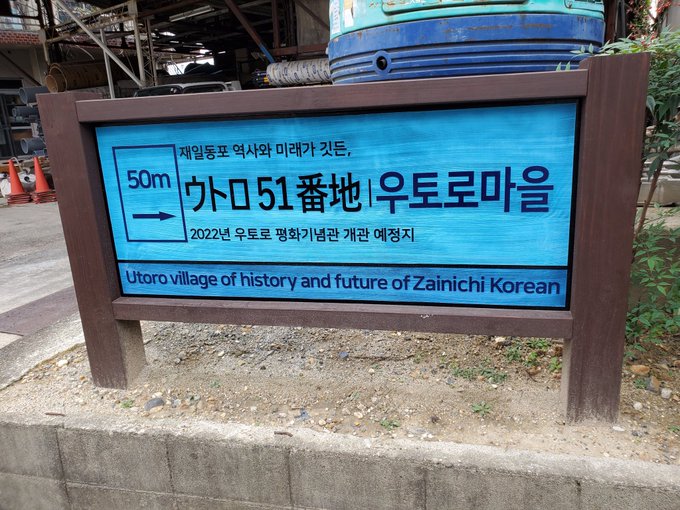 재일동포 역사와 미래가 깃든,
50m
ウトロ 51 番地 | 우토로마을
2022년 우토로 평화기념관 개관 예정지
Utoro village of history and future of Zainichi Korean